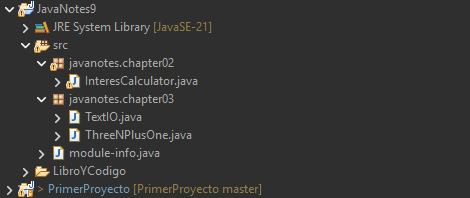 JavaNotes9
JRE System Library [JavaSE-21]
src
javanotes.chapter02
InteresCalculator.java
javanotes.chapter03
TextIO.java
ThreeNPlusOne.java
module-info.java
LibroYCodigo
> PrimerProyecto [PrimerProyecto master]